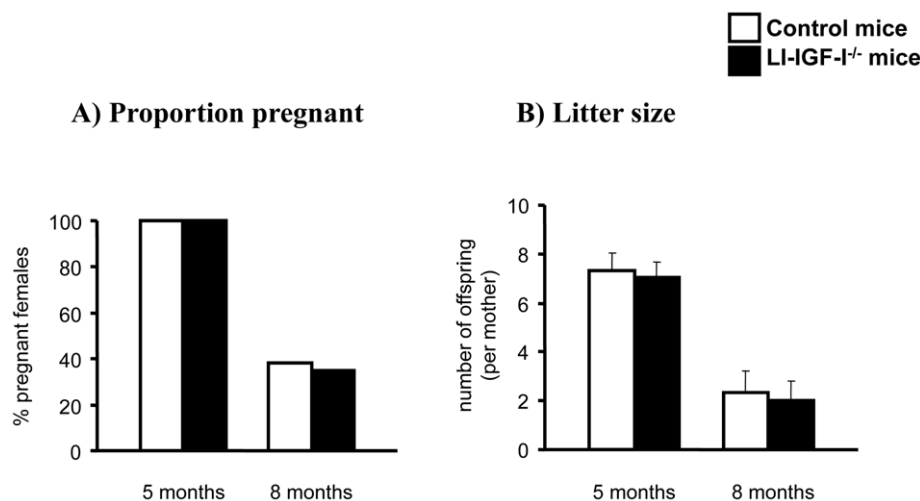 Control mice
LI-IGF-I-/- mice
A) Proportion pregnant
B) Litter size
% pregnant females
100
80
60
40
20
0
5 months
8 months
number of offspring
(per mother)
10
8
6
4
2
0
5 months
8 months